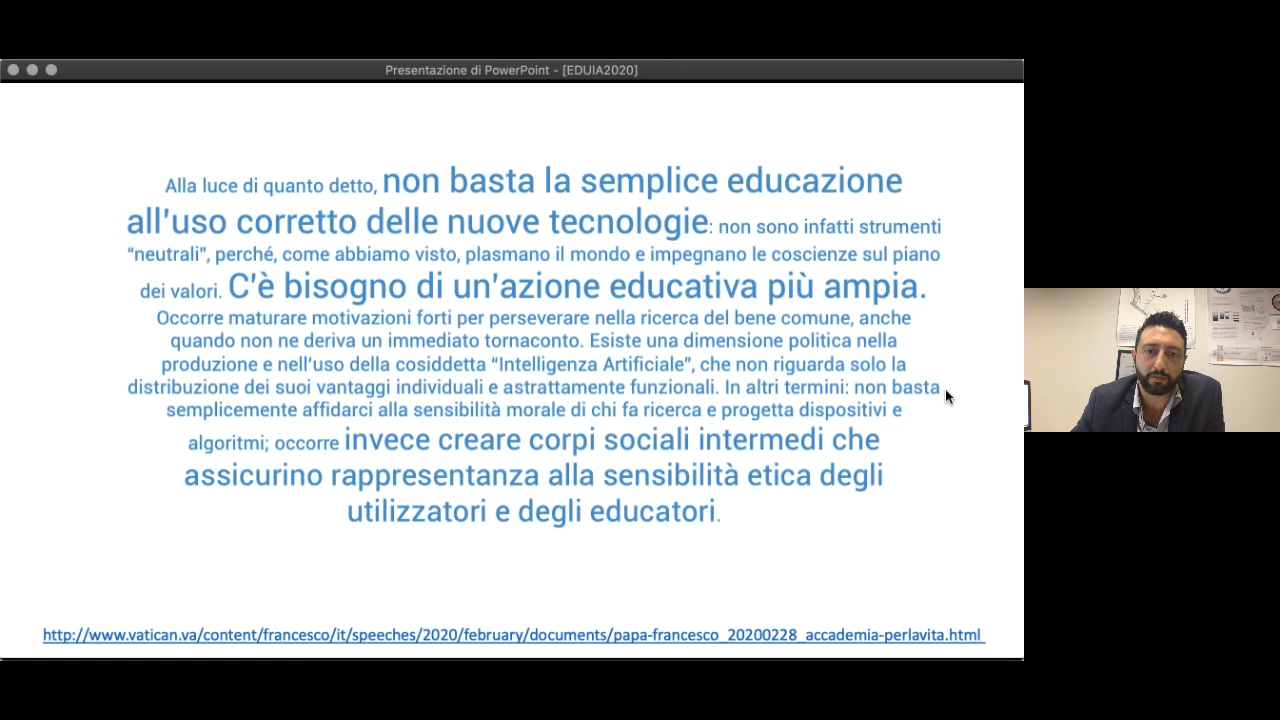 Presentazione di PowerPoint - [EDUIA2020]
Alla luce di quanto detto, non basta la semplice educazione
all'uso corretto delle nuove tecnologie: non sono infatti strumenti
“neutrali”, perché, come abbiamo visto, plasmano il mondo e impegnano le coscienze sul piano
dei valori. C'è bisogno di un'azione educativa più ampia.
Occorre maturare motivazioni forti per perseverare nella ricerca del bene comune, anche
quando non ne deriva un immediato tornaconto. Esiste una dimensione politica nella
produzione e nell'uso della cosiddetta “Intelligenza Artificiale”, che non riguarda solo la
distribuzione dei suoi vantaggi individuali e astrattamente funzionali. In altri termini: non basta
semplicemente affidarci alla sensibilità morale di chi fa ricerca e progetta dispositivi e
algoritmi; occorre invece creare corpi sociali intermedi che
assicurino rappresentanza alla sensibilità etica degli
utilizzatori e degli educatori.
http://www.vatican.va/content/francesco/it/speeches/2020/february/documents/papa-francesco_20200228_accademia-perlavita.html